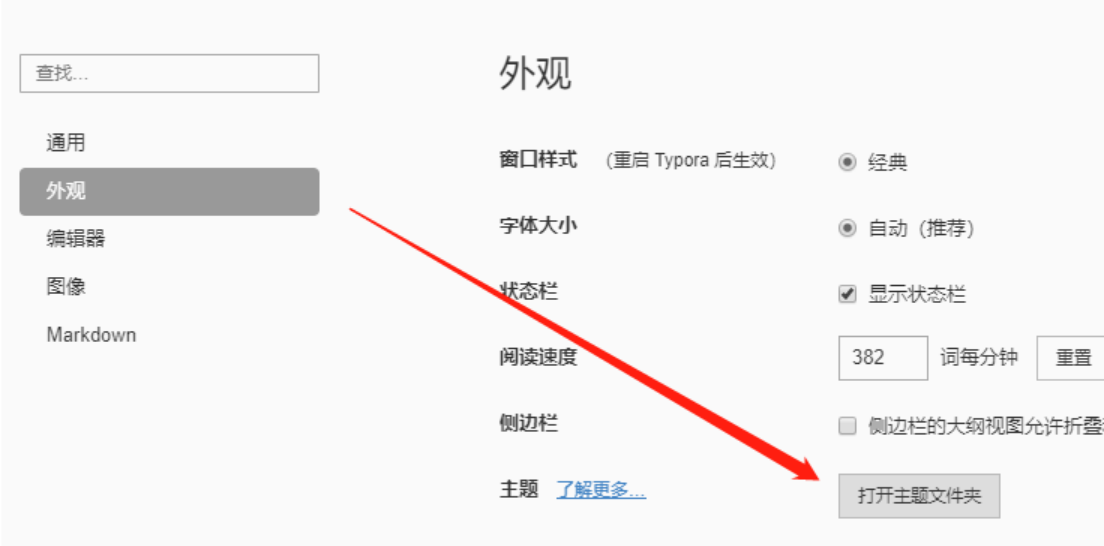 查找...
通用
外观
编辑器
图像
Markdown
外观
窗口样式 (重启 Typora 后生效) 经典
字体大小 自动（推荐）
状态栏 显示状态栏
阅读速度 382 词每分钟 重置
侧边栏 侧边栏的大纲视图允许折叠
主题 了解更多... 打开主题文件夹